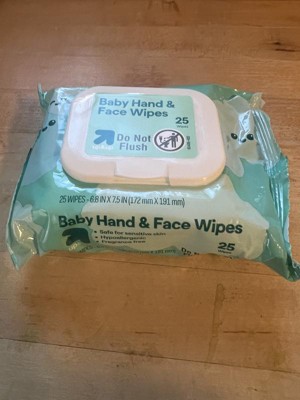 Baby Hand &
Face Wipes
25
Do Not
Flush
25 WIPES - 6.8 IN X 7.5 IN (172 mm X 191 mm)
Baby Hand & Face Wipes
• Safe for sensitive skin
• Hypoallergenic
• Fragrance free
25